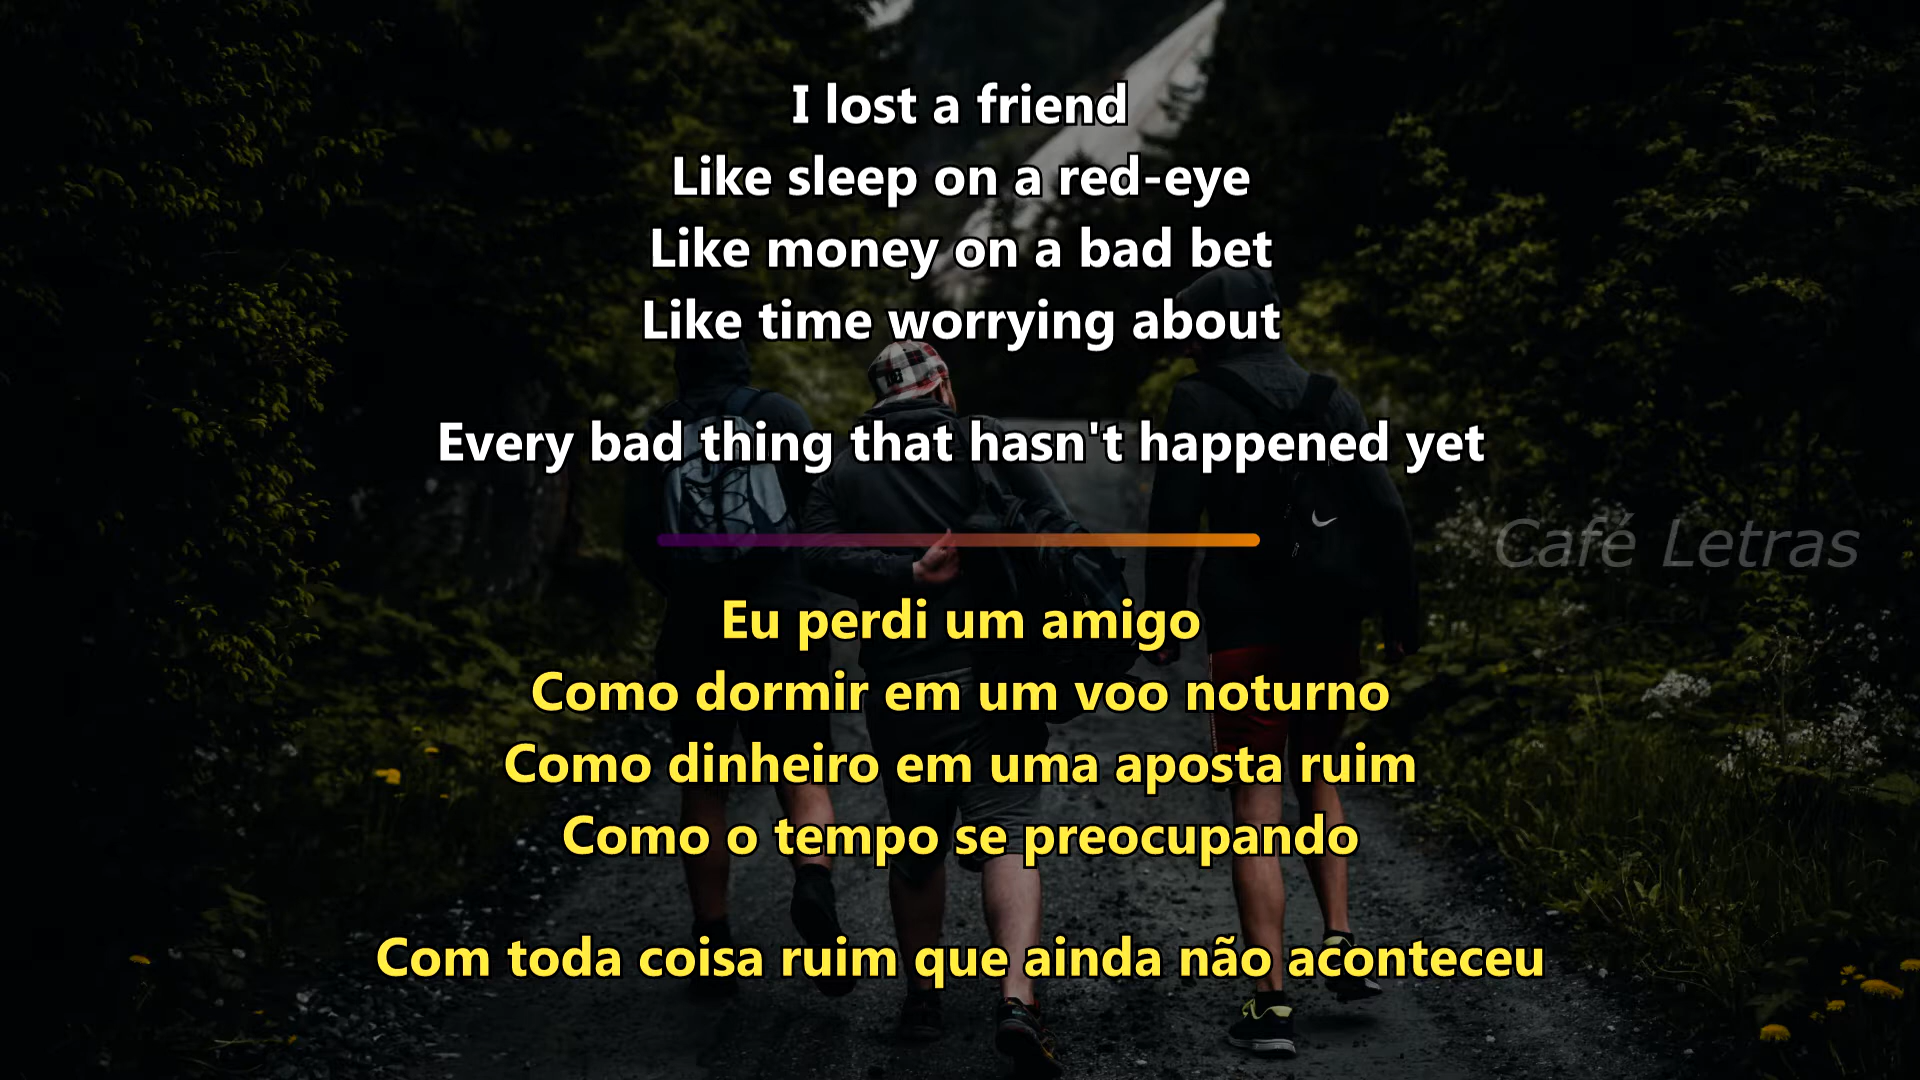 I lost a friend
Like sleep on a red-eye
Like money on a bad bet
Like time worrying about
Every bad thing that hasn't happened yet
Café Letras
Eu perdi um amigo
Como dormir em um voo noturno
Como dinheiro em uma aposta ruim
Como o tempo se preocupando
Com toda coisa ruim que ainda não aconteceu